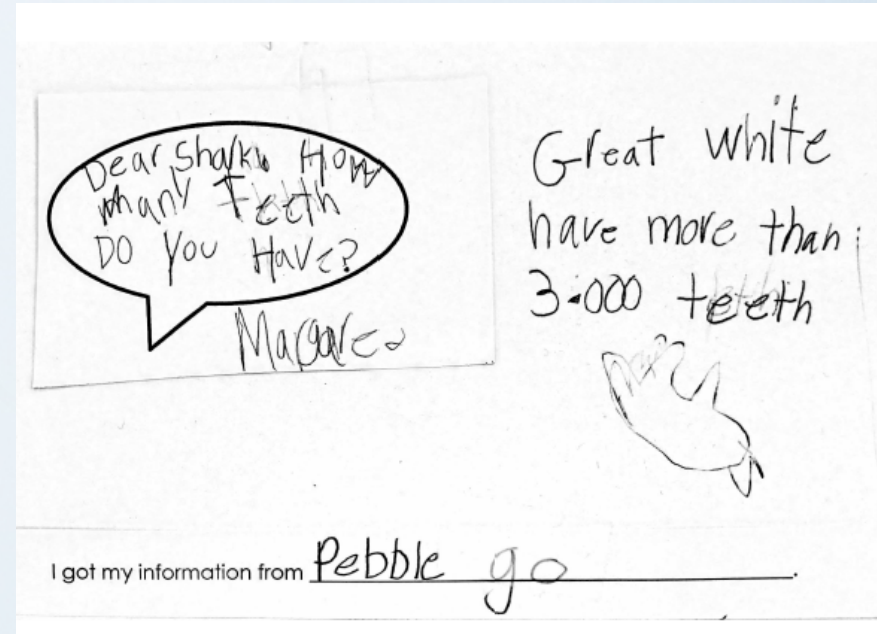 Dear Shark, How
many Teeth
Do You Have?
Great white
have more than
3.000 teeth
I got my information from Pebble go.